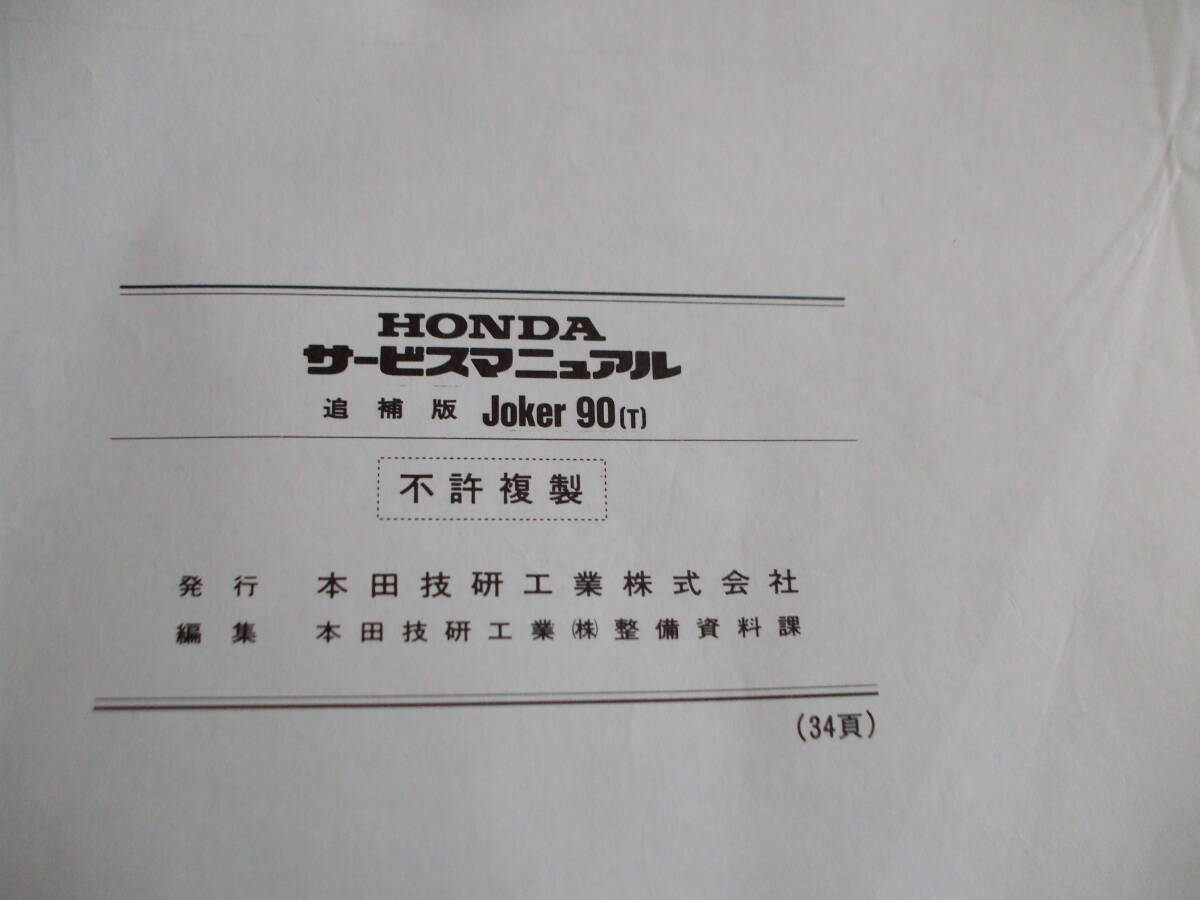 HONDA
サービスマニュアル
追補版 Joker 90(T)
不許複製
発行 本田技研工業株式会社
編集 本田技研工業㈱整備資料課
(34頁)